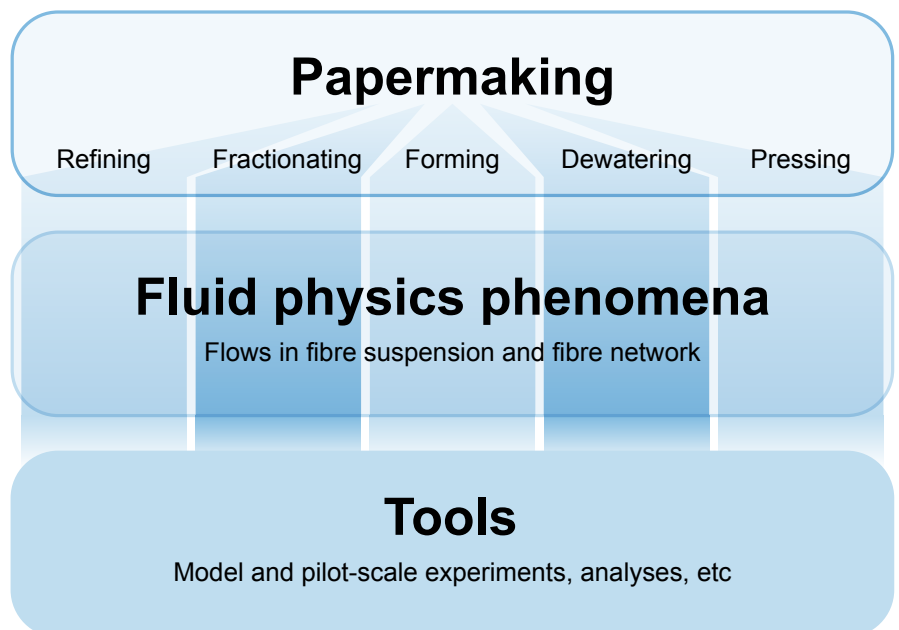 Papermaking
Refining Fractionating Forming Dewatering Pressing
Fluid physics phenomena
Flows in fibre suspension and fibre network
Tools
Model and pilot-scale experiments, analyses, etc